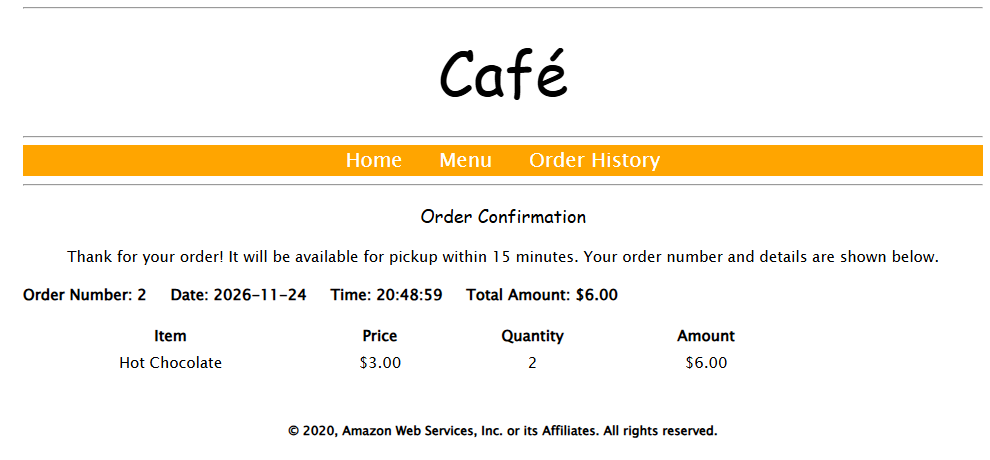 Café
Home Menu Order History
Order Confirmation
Thank for your order! It will be available for pickup within 15 minutes. Your order number and details are shown below.
Order Number: 2 Date: 2026-11-24 Time: 20:48:59 Total Amount: $6.00
Item Price Quantity Amount
Hot Chocolate $3.00 2 $6.00
© 2020, Amazon Web Services, Inc. or its Affiliates. All rights reserved.